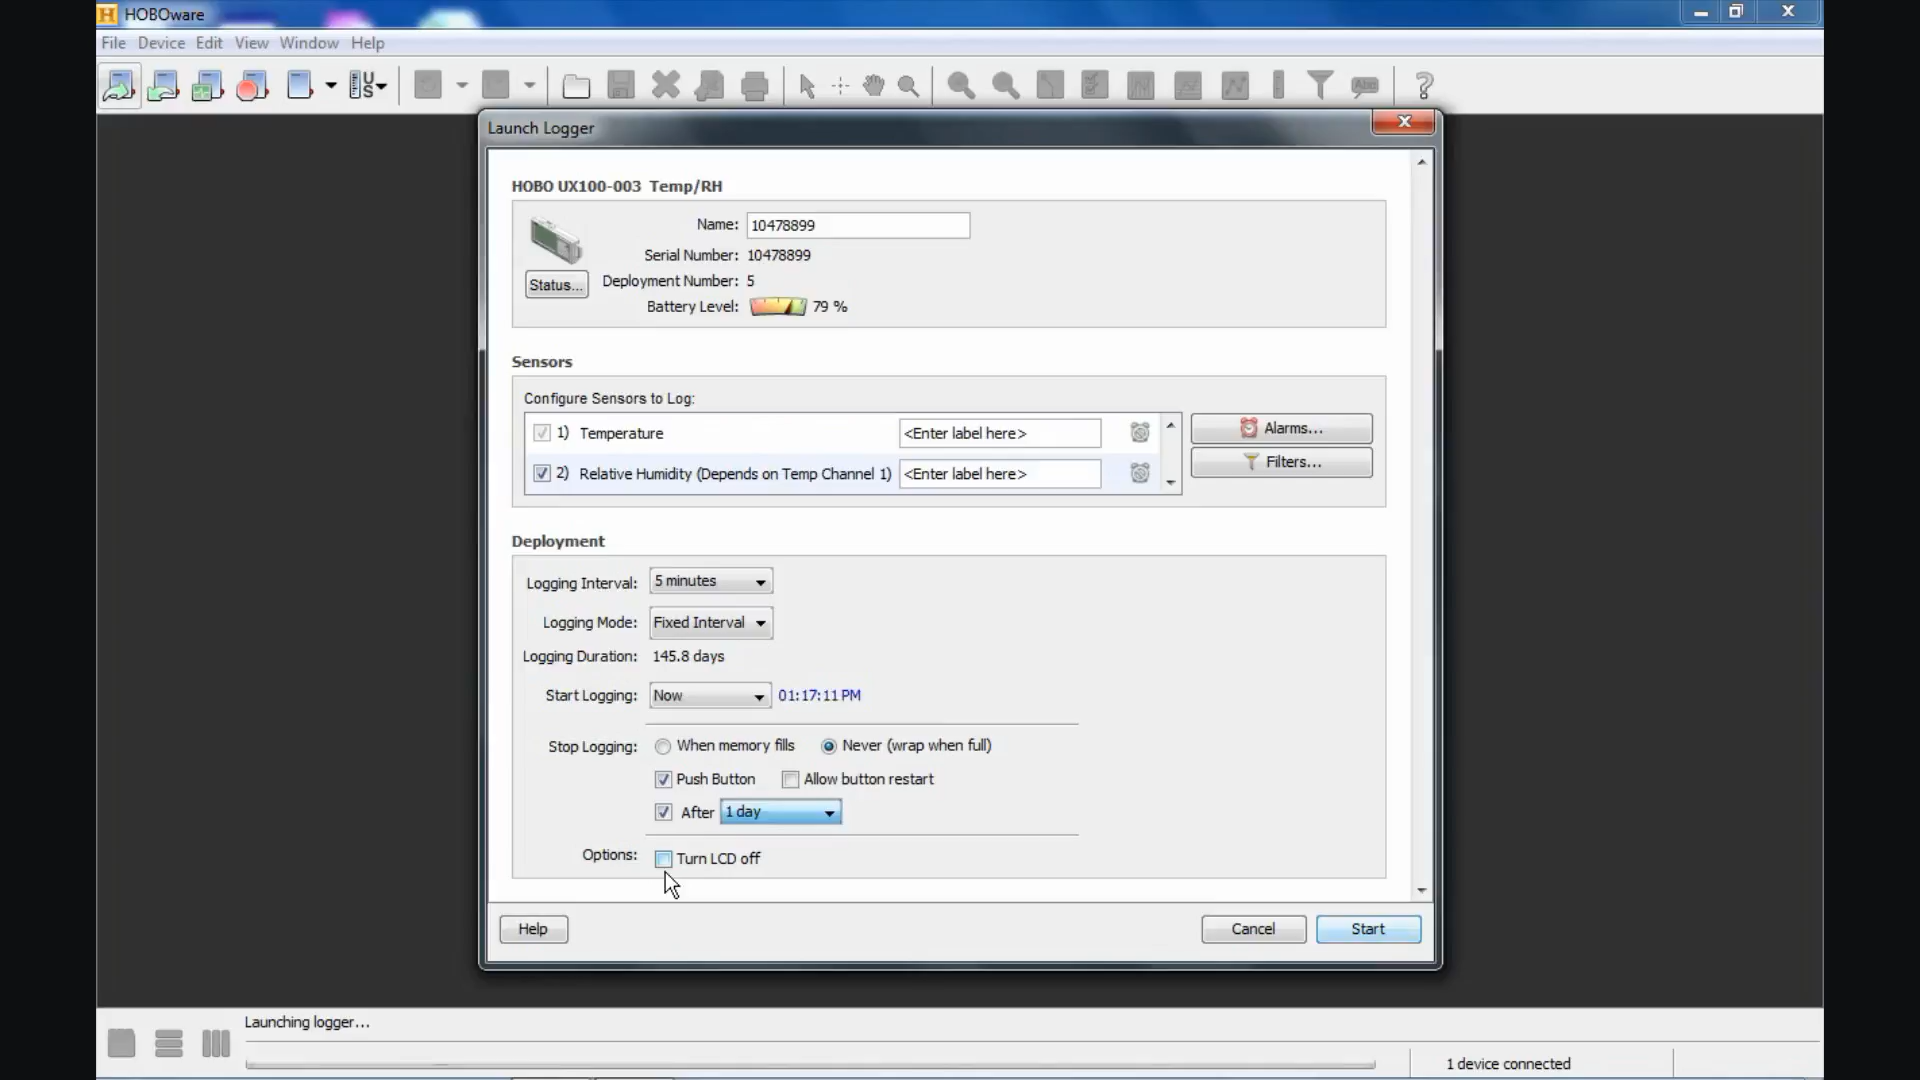 HOBOware
File Device Edit View Window Help
Launch Logger
HOBO UX100-003 Temp/RH
Name: 10478899
Serial Number: 10478899
Status...
Deployment Number: 5
Battery Level: 79 %
Sensors
Configure Sensors to Log:
1) Temperature <Enter label here>
Alarms...
2) Relative Humidity (Depends on Temp Channel 1) <Enter label here>
Filters...
Deployment
Logging Interval: 5 minutes
Logging Mode: Fixed Interval
Logging Duration: 145.8 days
Start Logging: Now 01:17:11 PM
Stop Logging: When memory fills Never (wrap when full)
Push Button Allow button restart
After 1 day
Options: Turn LCD off
Help Cancel Start
Launching logger...
1 device connected